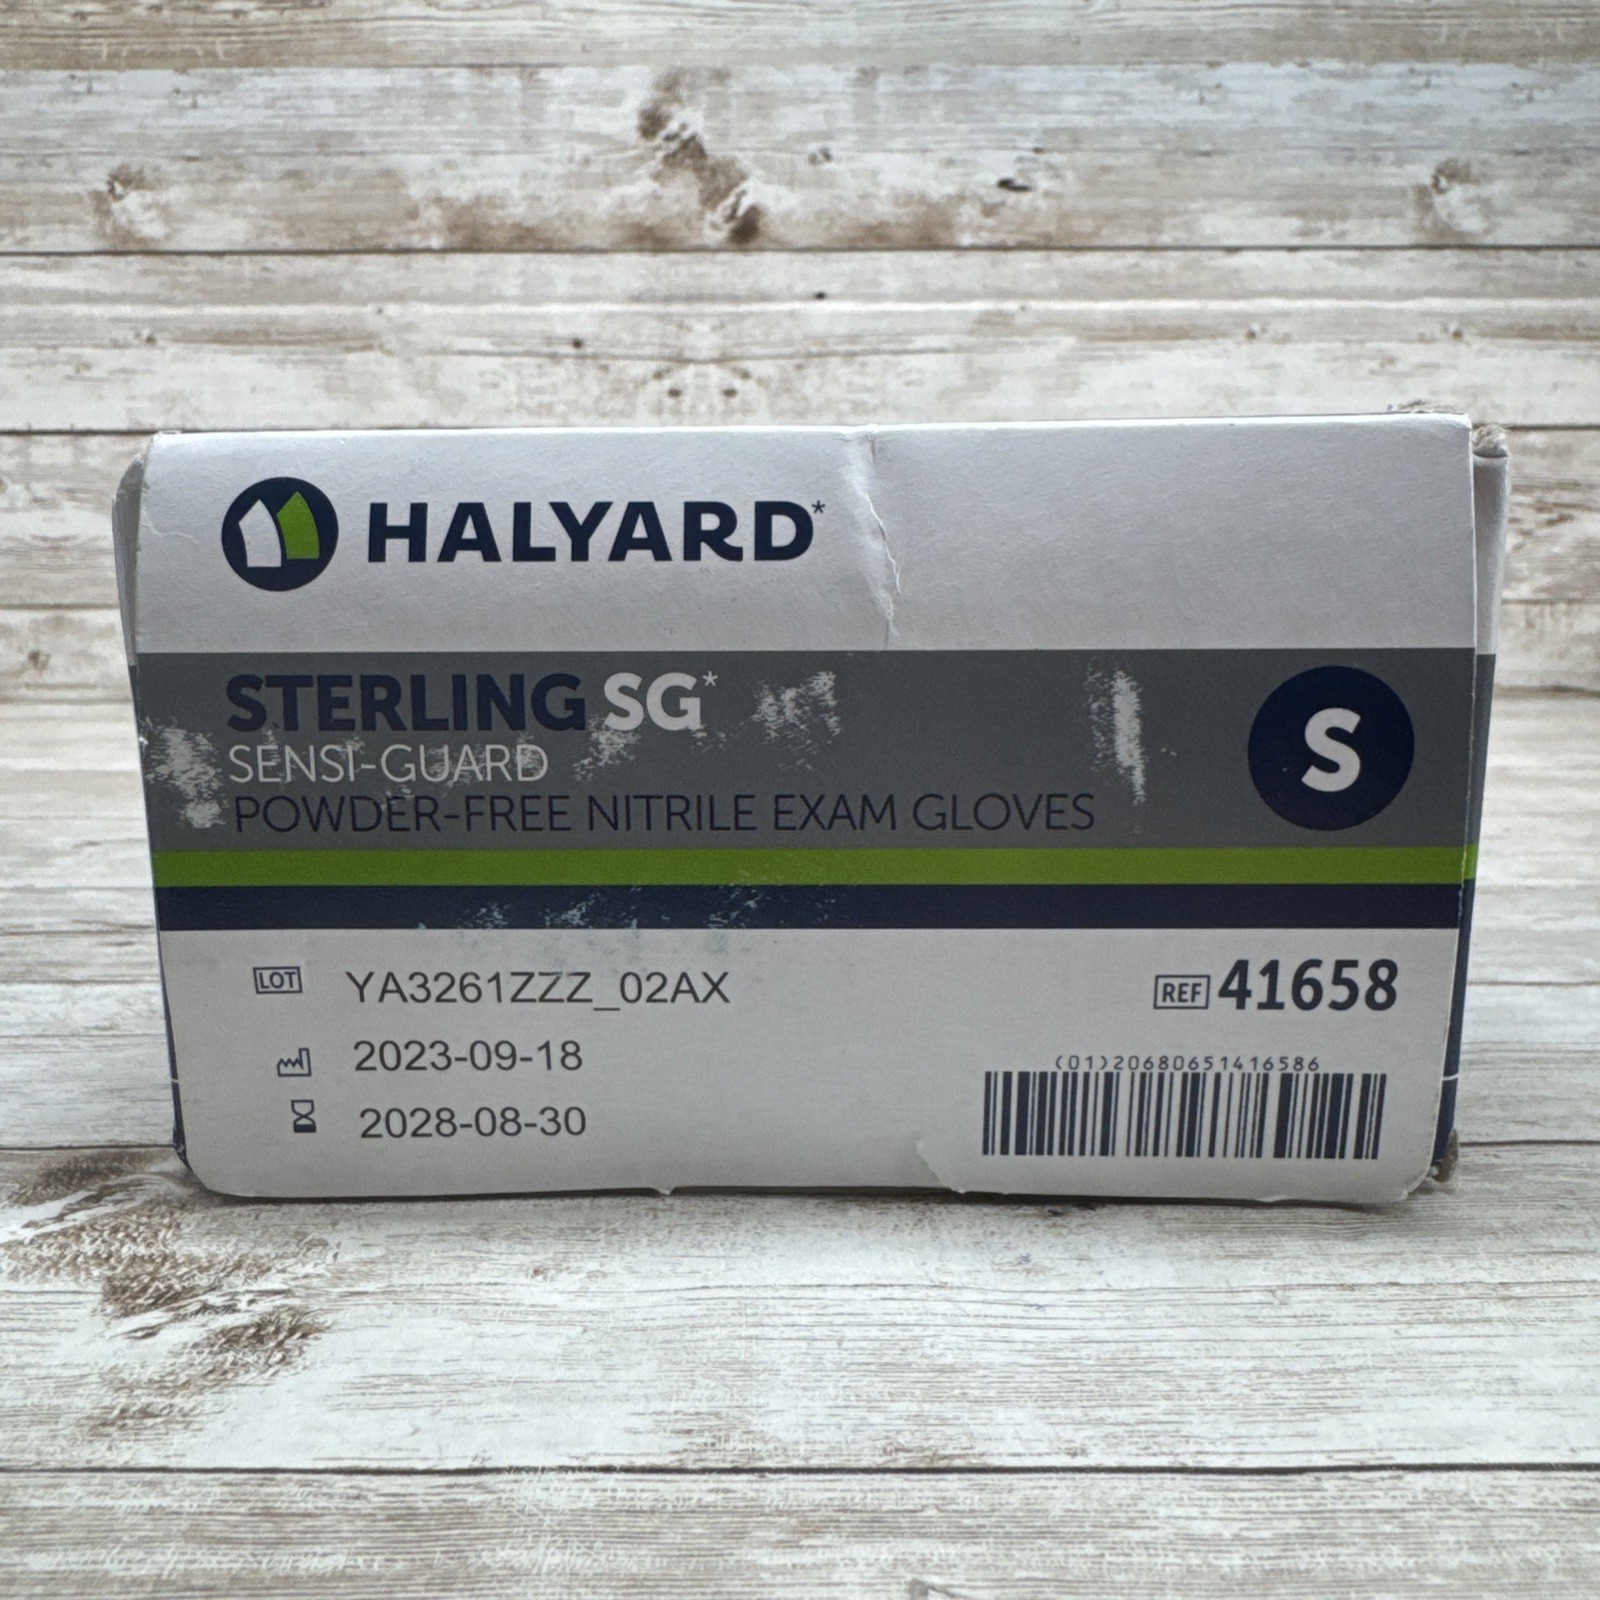 HALYARD*
STERLING SG*
SENSI-GUARD
POWDER-FREE NITRILE EXAM GLOVES
S
LOT YA3261ZZZ_02AX
2023-09-18
2028-08-30
REF 41658
(01)20680651416586